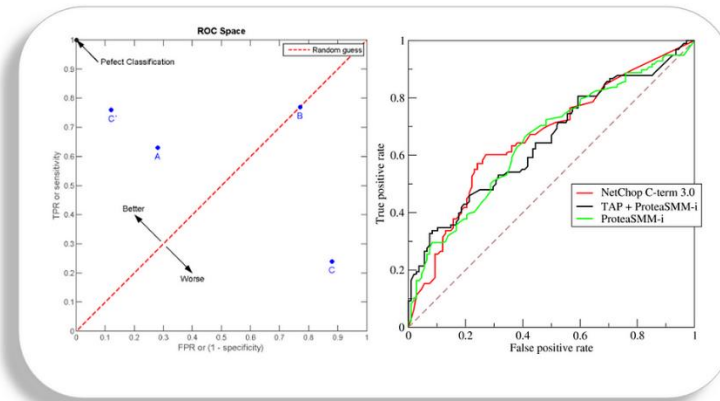 ROC Space
Random guess
Pefect Classification
C'
B
A
Better
Worse
C
TPR or sensitivity
1
0.9
0.8
0.7
0.6
0.5
0.4
0.3
0.2
0.1
0
0 0.1 0.2 0.3 0.4 0.5 0.6 0.7 0.8 0.9 1
FPR or (1 - specificity)
True positive rate
1
0.8
0.6
0.4
0.2
0
NetChop C-term 3.0
TAP + ProteaSMM-i
ProteaSMM-i
0 0.2 0.4 0.6 0.8 1
False positive rate